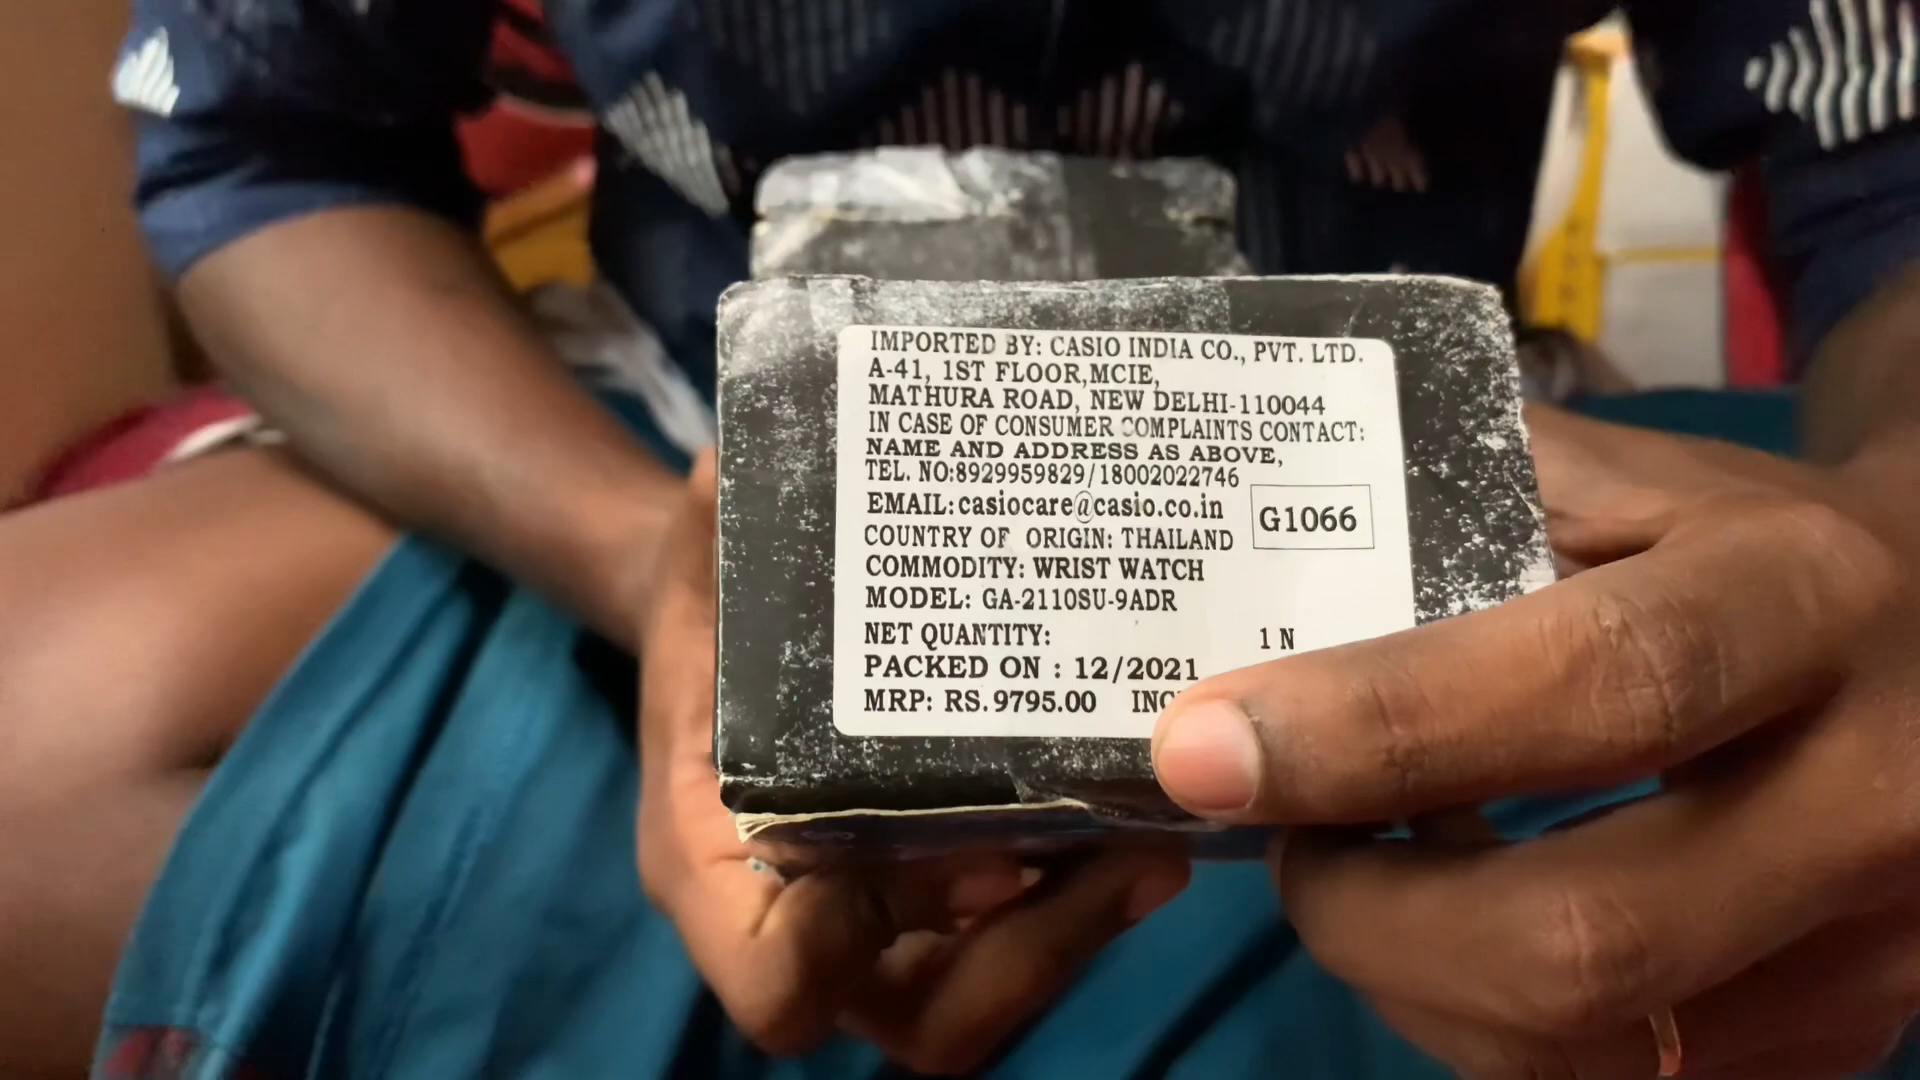 IMPORTED BY: CASIO INDIA CO., PVT. LTD.
A-41, 1ST FLOOR,MCIE,
MATHURA ROAD, NEW DELHI-110044
IN CASE OF CONSUMER COMPLAINTS CONTACT:
NAME AND ADDRESS AS ABOVE,
TEL. NO:8929959829/18002022746
EMAIL:casiocare@casio.co.in
G1066
COUNTRY OF ORIGIN: THAILAND
COMMODITY: WRIST WATCH
MODEL: GA-2110SU-9ADR
NET QUANTITY: 1 N
PACKED ON : 12/2021
MRP: RS.9795.00